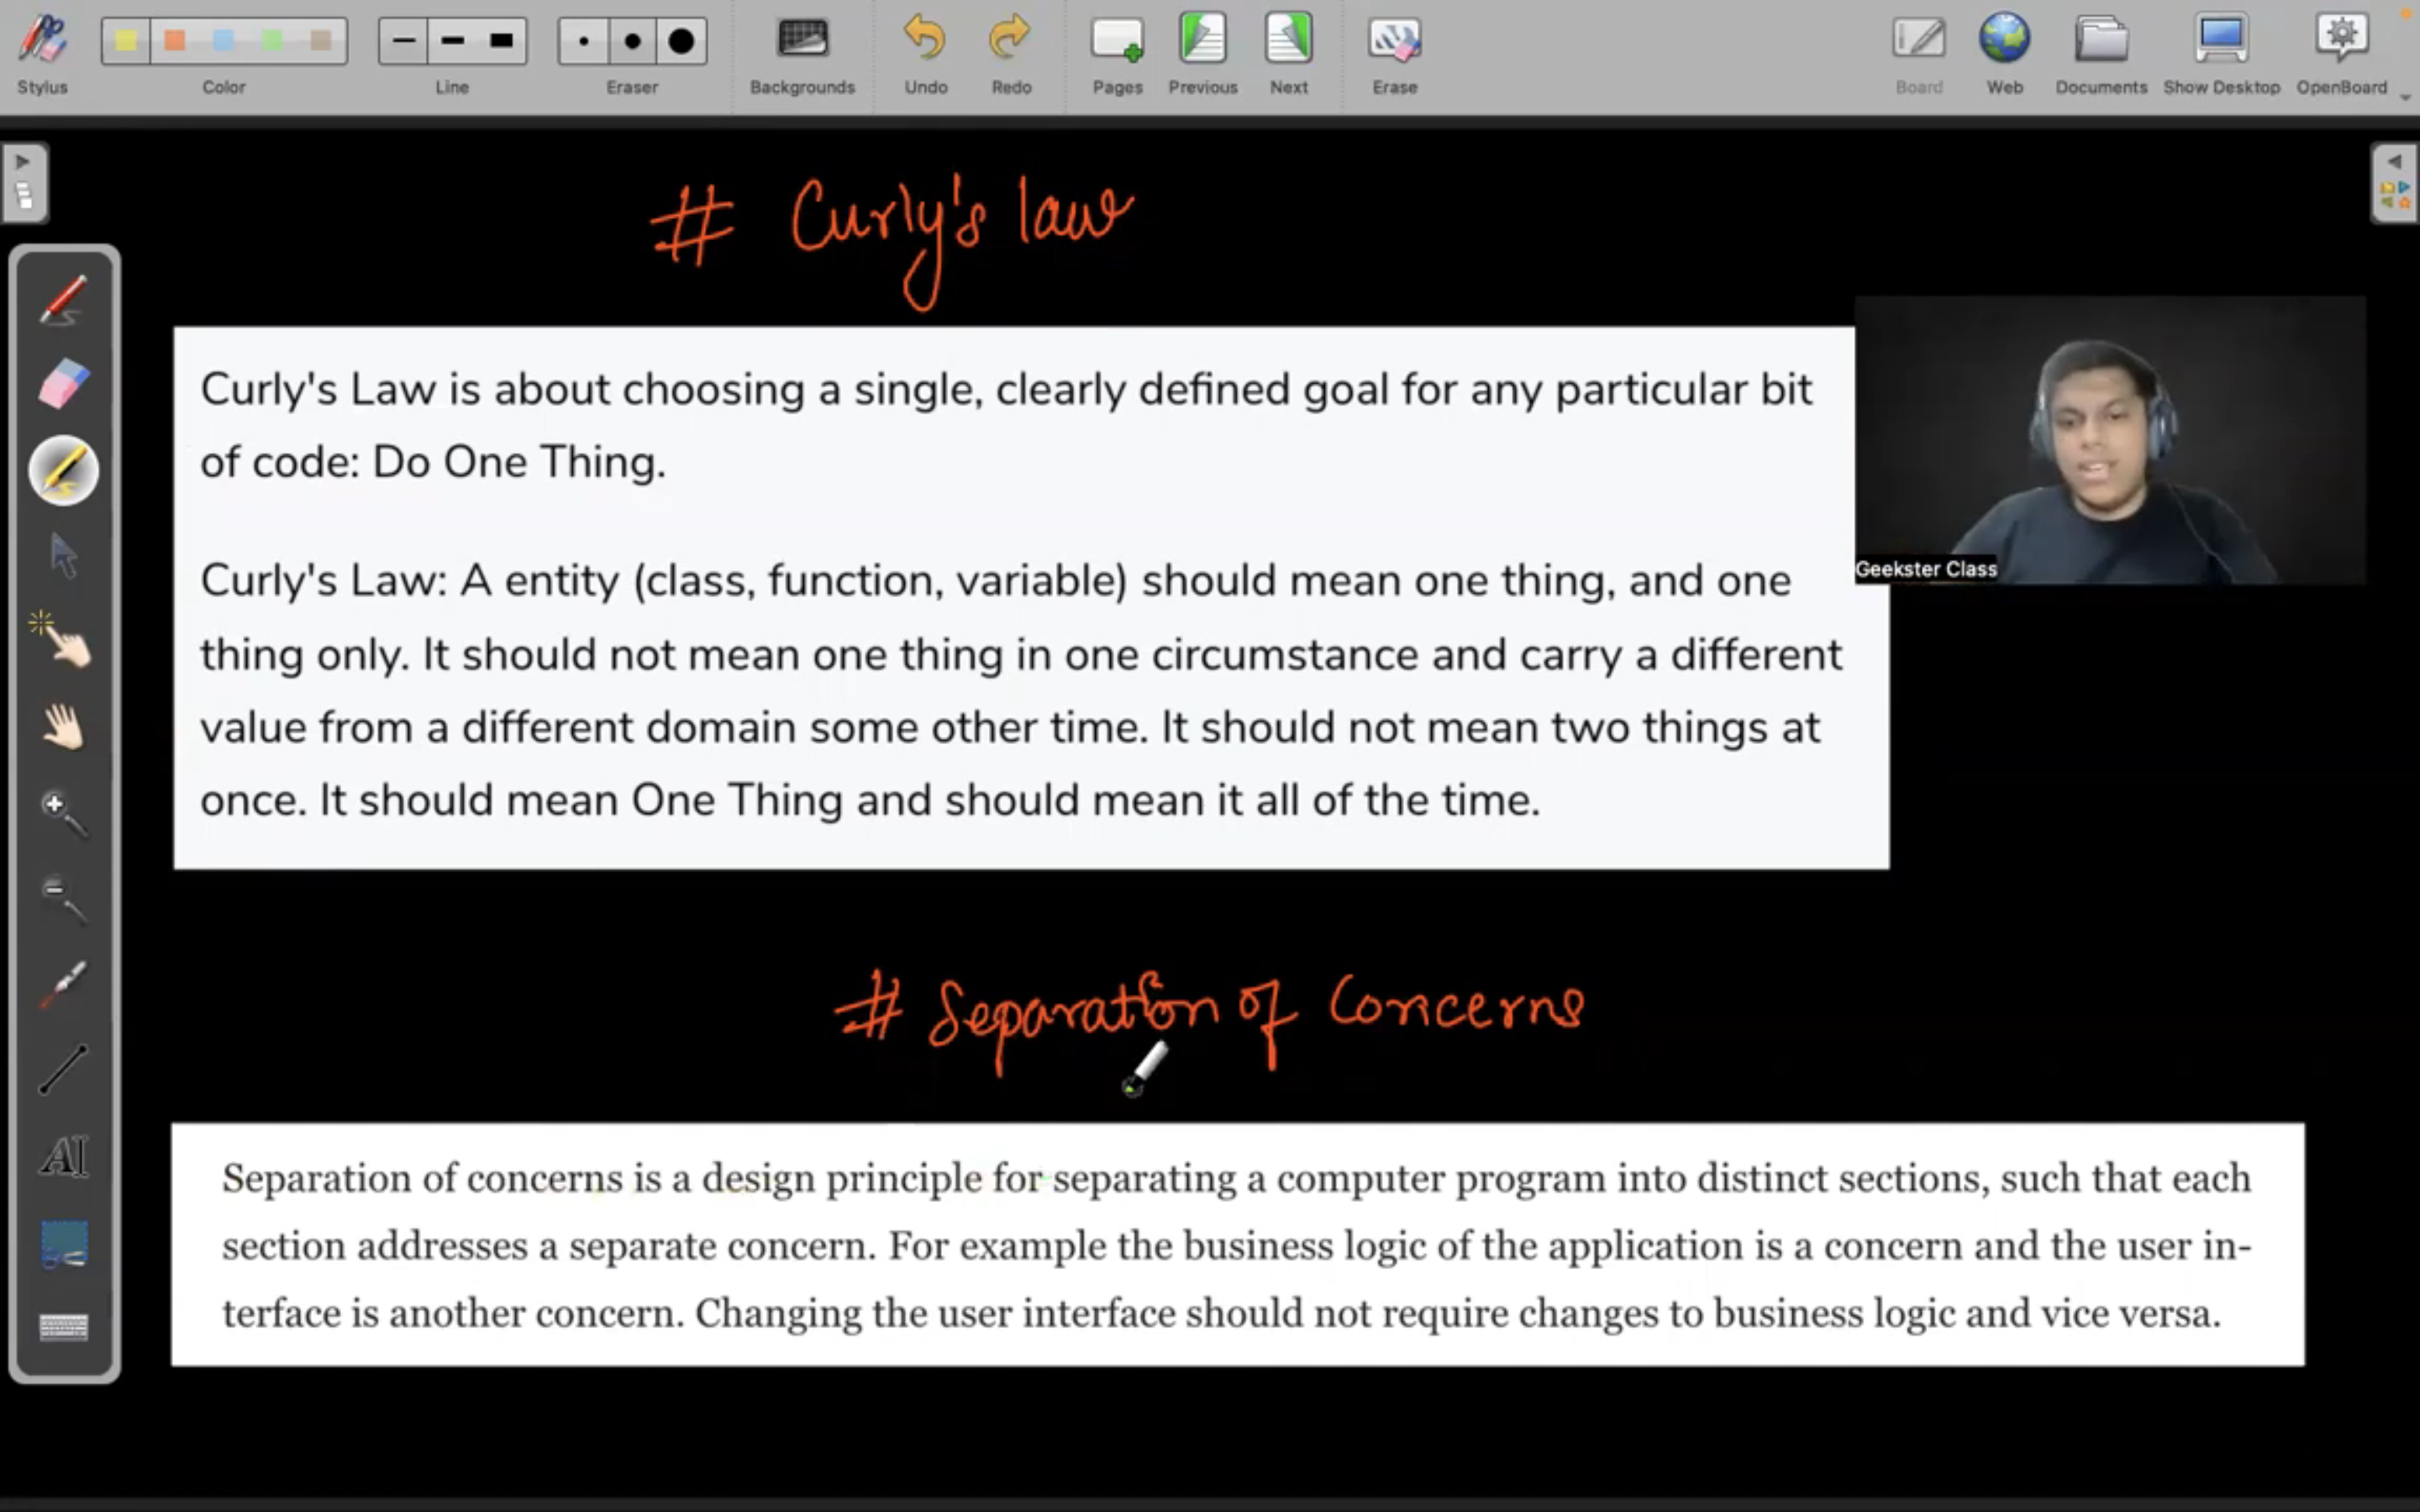 Stylus
Color
Line
Eraser
Backgrounds
Undo
Redo
Pages
Previous
Next
Erase
Board
Web
Documents
Show Desktop
OpenBoard
# Curly's law
Curly's Law is about choosing a single, clearly defined goal for any particular bit
of code: Do One Thing.
Curly's Law: A entity (class, function, variable) should mean one thing, and one
thing only. It should not mean one thing in one circumstance and carry a different
value from a different domain some other time. It should not mean two things at
once. It should mean One Thing and should mean it all of the time.
Geekster Class
# Separation of Concerns
AI
Separation of concerns is a design principle for separating a computer program into distinct sections, such that each
section addresses a separate concern. For example the business logic of the application is a concern and the user in-
terface is another concern. Changing the user interface should not require changes to business logic and vice versa.